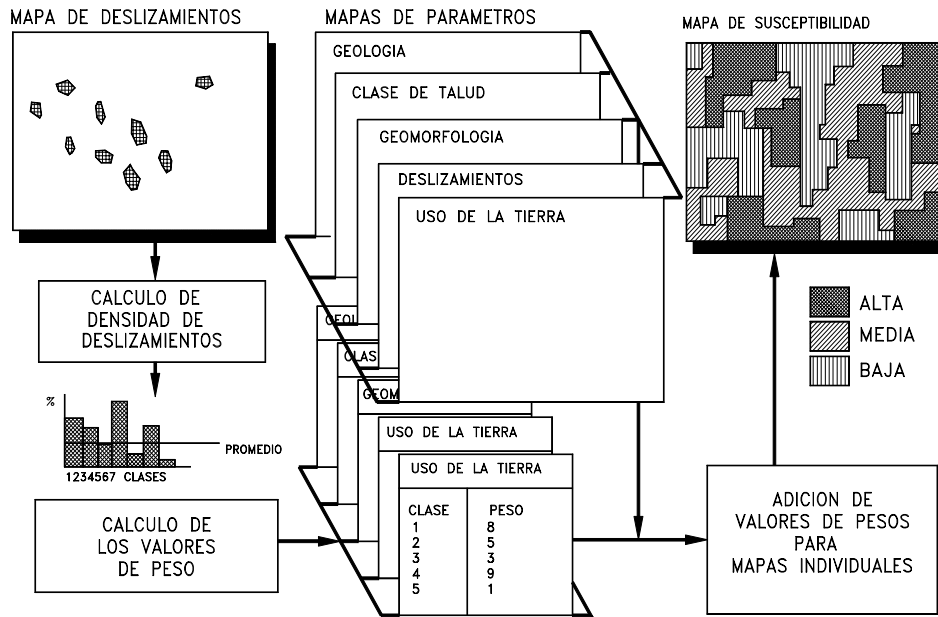 MAPA DE DESLIZAMIENTOS
MAPAS DE PARAMETROS
MAPA DE SUSCEPTIBILIDAD
GEOLOGIA
CLASE DE TALUD
GEOMORFOLOGIA
DESLIZAMIENTOS
USO DE LA TIERRA
CALCULO DE
DENSIDAD DE
DESLIZAMIENTOS
ALTA
MEDIA
BAJA
%
PROMEDIO
1234567 CLASES
GEOL
CLAS
GEOM
USO DE LA TIERRA
USO DE LA TIERRA
CLASE PESO
1 8
2 5
3 3
4 9
5 1
CALCULO DE
LOS VALORES
DE PESO
ADICION DE
VALORES DE PESOS
PARA
MAPAS INDIVIDUALES